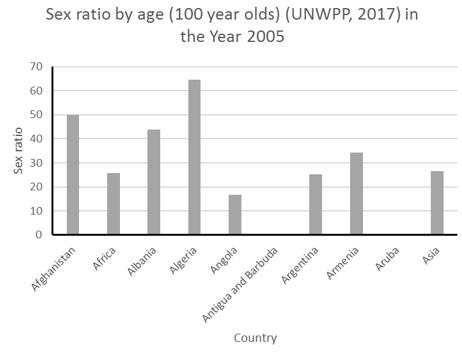 Sex ratio by age (100 year olds) (UNWPP, 2017) in
the Year 2005
70
60
50
40
30
20
10
0
Sex ratio
Afghanistan
Africa
Albania
Algeria
Angola
Antigua and Barbuda
Argentina
Armenia
Aruba
Asia
Country